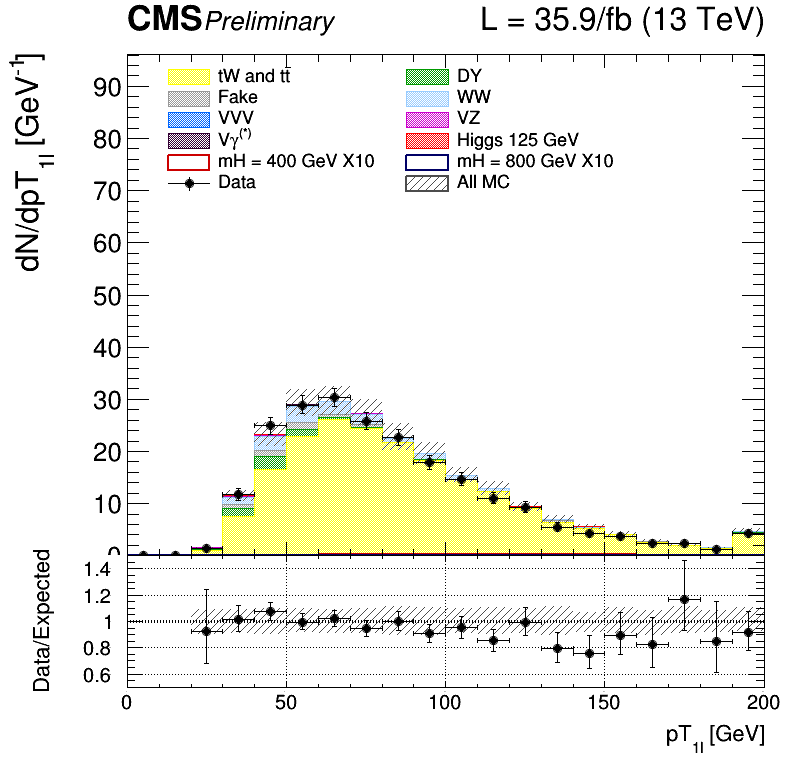 CMS Preliminary L = 35.9/fb (13 TeV)
dN/dpT1l [GeV-1]
tW and tt DY
Fake WW
VVV VZ
Vγ(*) Higgs 125 GeV
mH = 400 GeV X10 mH = 800 GeV X10
Data All MC
90
80
70
60
50
40
30
20
10
0
Data/Expected
1.4
1.2
1
0.8
0.6
0 50 100 150 200
pT1l [GeV]